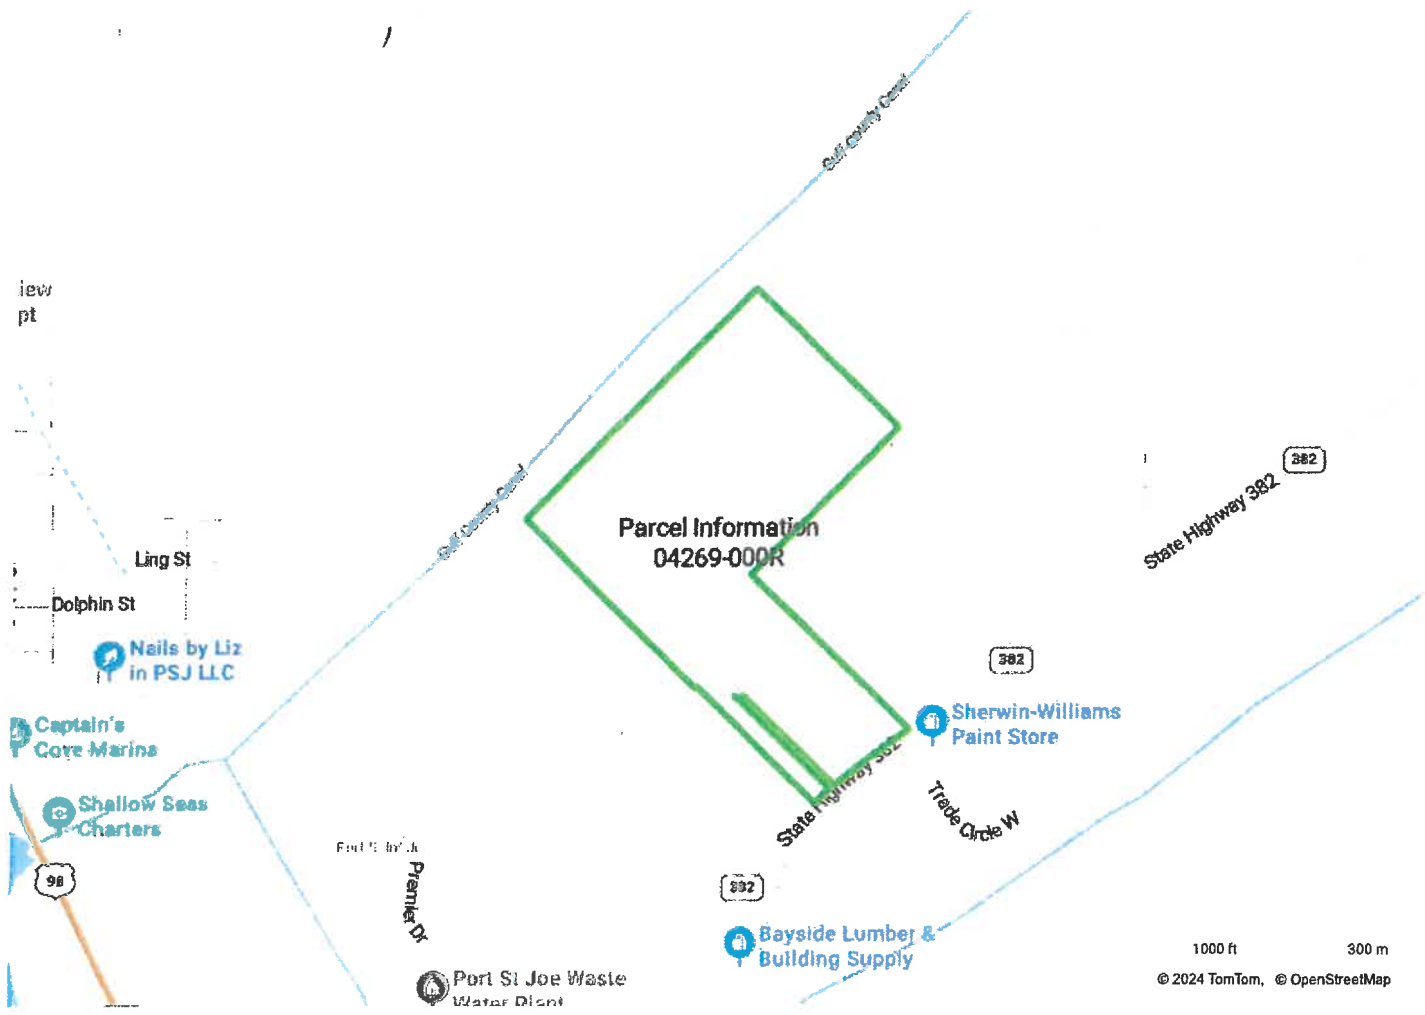 Gulf County Canal
iew
pt
Gulf County Canal
Parcel Information
04269-000R
382
State Highway 382
Ling St
Dolphin St
Nails by Liz
in PSJ LLC
382
Sherwin-Williams
Paint Store
Captain's
Cove Marina
State Highway 382
Shallow Seas
Charters
Trade Circle W
98
Premier Dr
382
Bayside Lumber &
Building Supply
1000 ft
300 m
Port St Joe Waste
Water Plant
© 2024 TomTom, © OpenStreetMap